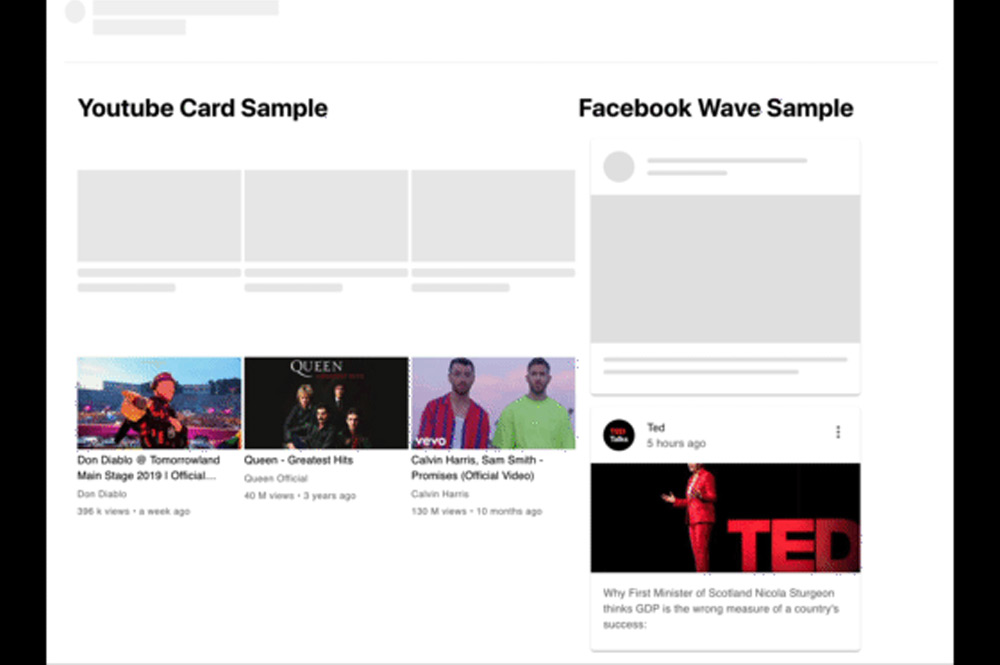 Youtube Card Sample
Facebook Wave Sample
QUEEN
vevo
Don Diablo @ Tomorrowland
Main Stage 2019 I Official...
Don Diablo
396 k views • a week ago
Queen - Greatest Hits
Queen Official
40 M views • 3 years ago
Calvin Harris, Sam Smith -
Promises (Official Video)
Calvin Harris
130 M views • 10 months ago
TED
Talks
Ted
5 hours ago
TED
Why First Minister of Scotland Nicola Sturgeon
thinks GDP is the wrong measure of a country's
success: